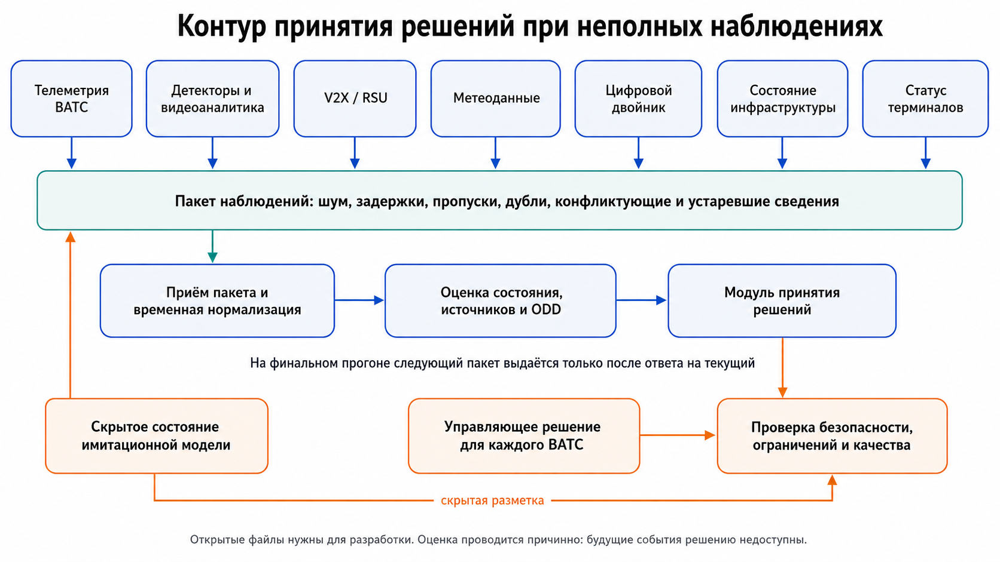 Контур принятия решений при неполных наблюдениях
Телеметрия
ВАТС
Детекторы и
видеоаналитика
V2X / RSU
Метеоданные
Цифровой
двойник
Состояние
инфраструктуры
Статус
терминалов
Пакет наблюдений: шум, задержки, пропуски, дубли, конфликтующие и устаревшие сведения
Приём пакета и
временная нормализация
Оценка состояния,
источников и ODD
Модуль принятия
решений
На финальном прогоне следующий пакет выдаётся только после ответа на текущий
Скрытое состояние
имитационной модели
Управляющее решение
для каждого ВАТС
Проверка безопасности,
ограничений и качества
скрытая разметка
Открытые файлы нужны для разработки. Оценка проводится причинно: будущие события решению недоступны.